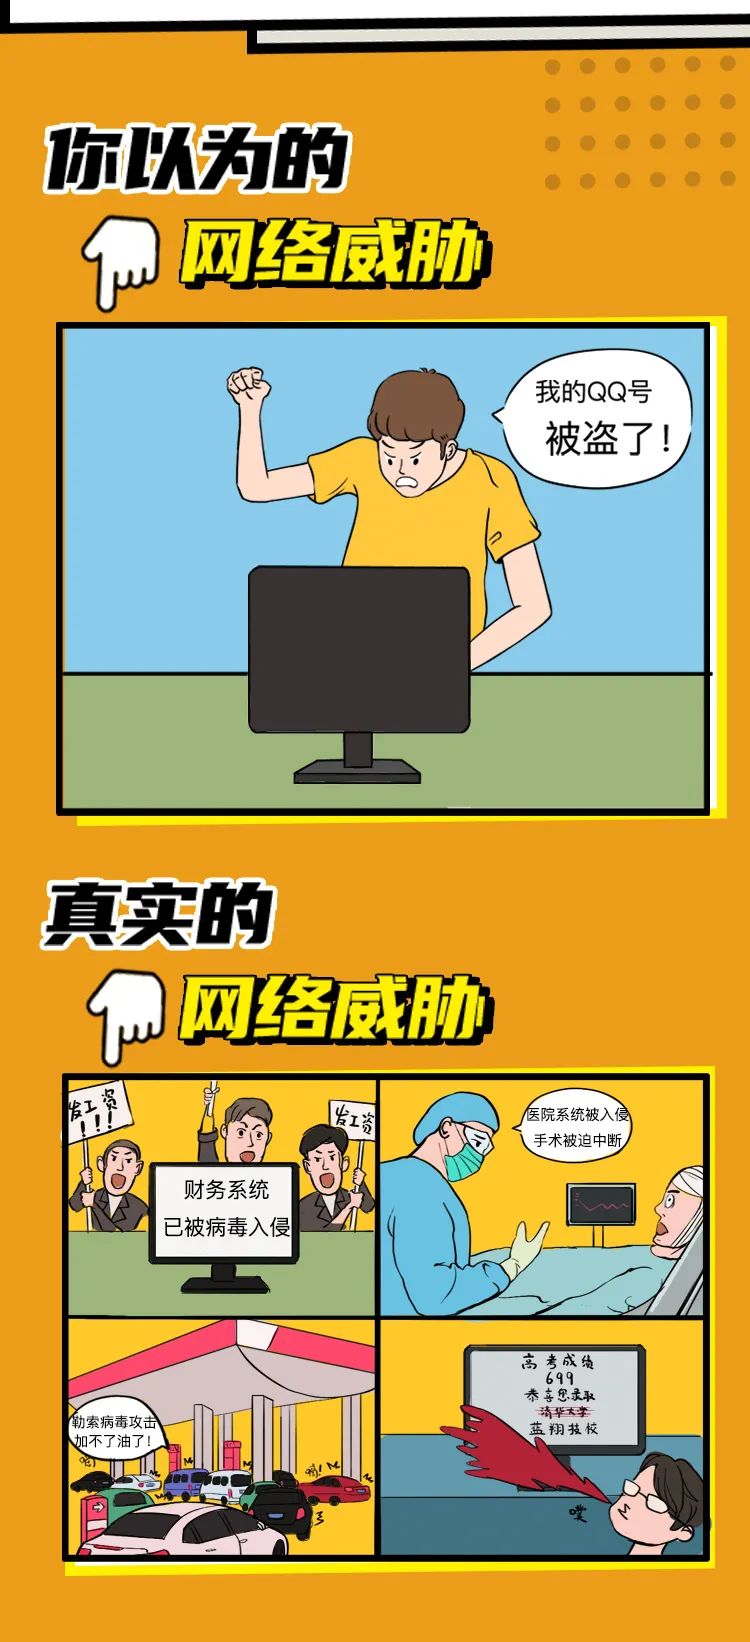 你以为的
网络威胁
我的QQ号
被盗了！
真实的
网络威胁
发工资
！！！
发工资
财务系统
已被病毒入侵
医院系统被入侵
手术被迫中断
勒索病毒攻击
加不了油了！
嘀！
高考成绩
699
恭喜您录取
清华大学
蓝翔技校
噗